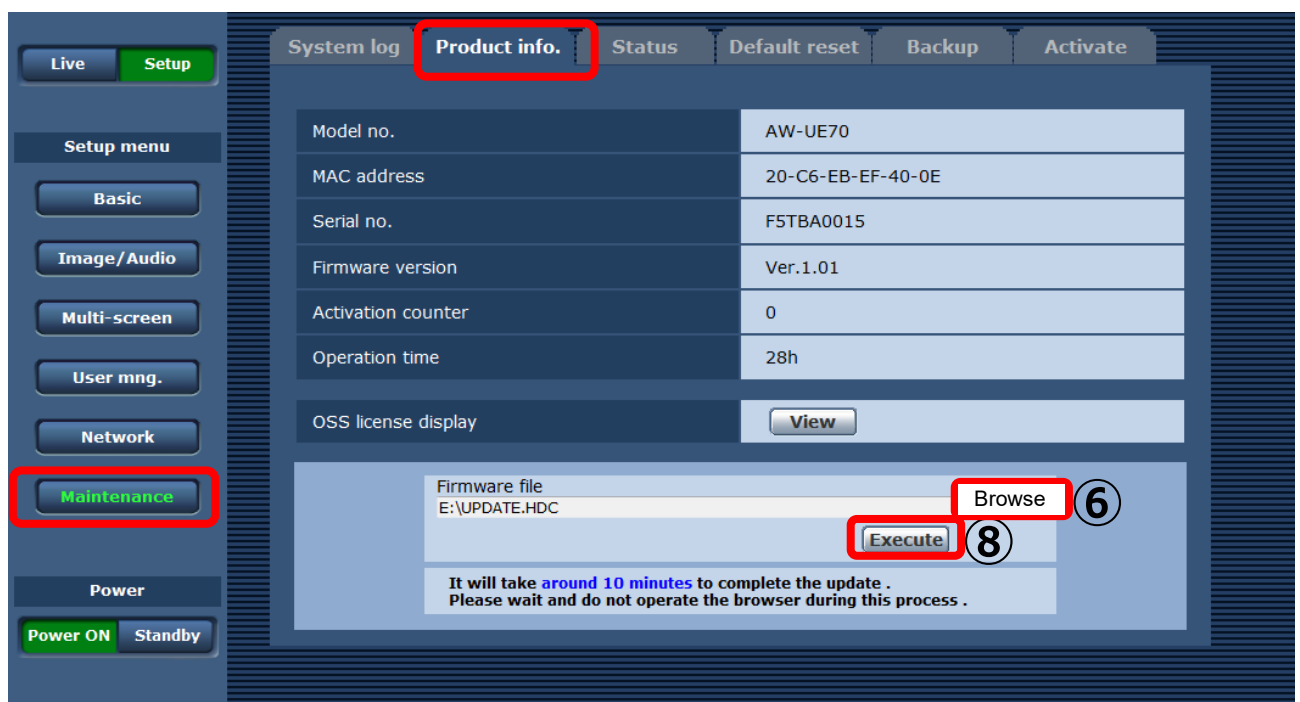 System log Product info. Status Default reset Backup Activate
Live Setup
Setup menu
Basic
Image/Audio
Multi-screen
User mng.
Network
Maintenance
Power
Power ON Standby
Model no. AW-UE70
MAC address 20-C6-EB-EF-40-0E
Serial no. F5TBA0015
Firmware version Ver.1.01
Activation counter 0
Operation time 28h
OSS license display View
Firmware file
E:\UPDATE.HDC Browse ⑥
Execute ⑧
It will take around 10 minutes to complete the update .
Please wait and do not operate the browser during this process .